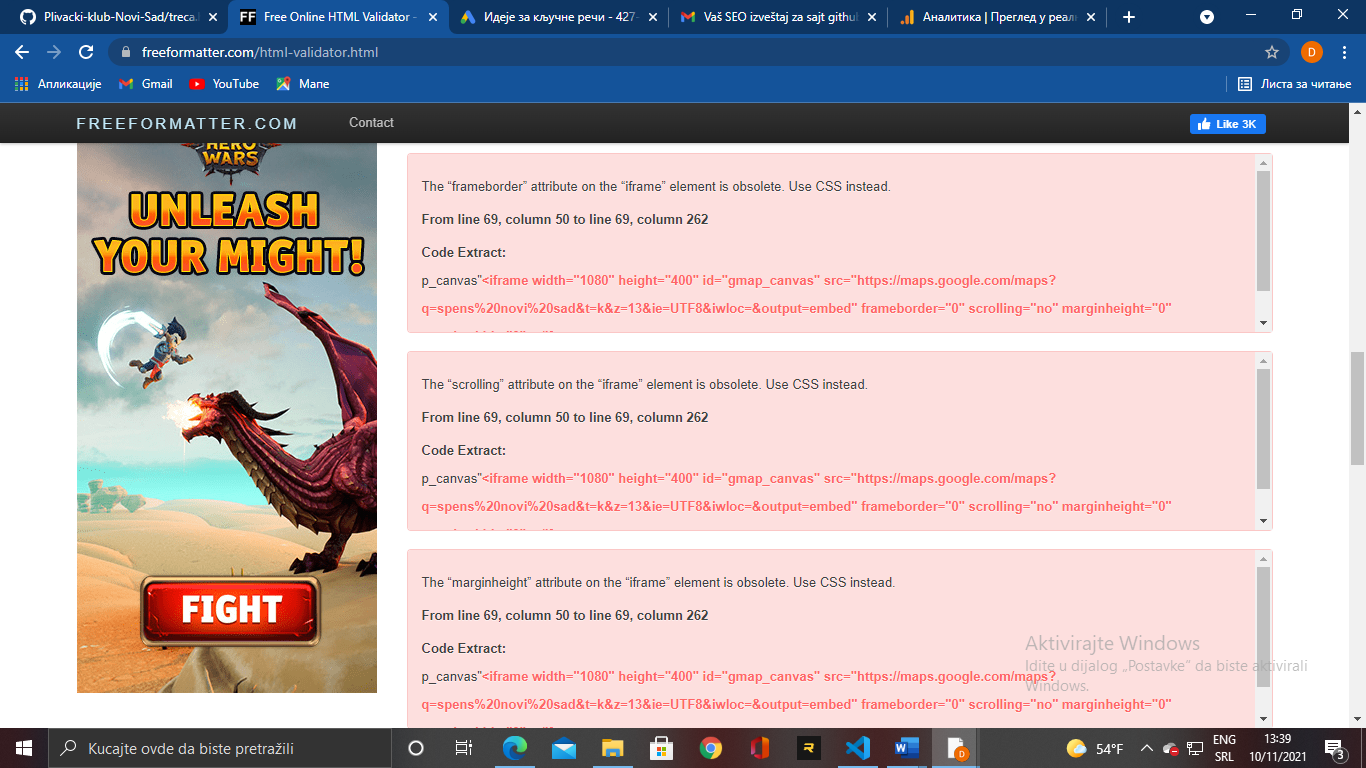 Plivacki-klub-Novi-Sad/treca.
Free Online HTML Validator -
Идеје за кључне речи - 427-
Vaš SEO izveštaj za sajt githul
Аналитика | Преглед у реал
freeformatter.com/html-validator.html
D
Апликације
Gmail
YouTube
Мапе
Листа за читање
FREEFORMATTER.COM
Contact
Like 3K
HERO
WARS
UNLEASH
YOUR MIGHT!
FIGHT
The “frameborder” attribute on the “iframe” element is obsolete. Use CSS instead.
From line 69, column 50 to line 69, column 262
Code Extract:
p_canvas"<iframe width="1080" height="400" id="gmap_canvas" src="https://maps.google.com/maps?
q=spens%20novi%20sad&t=k&z=13&ie=UTF8&iwloc=&output=embed" frameborder="0" scrolling="no" marginheight="0"
The “scrolling” attribute on the “iframe” element is obsolete. Use CSS instead.
From line 69, column 50 to line 69, column 262
Code Extract:
p_canvas"<iframe width="1080" height="400" id="gmap_canvas" src="https://maps.google.com/maps?
q=spens%20novi%20sad&t=k&z=13&ie=UTF8&iwloc=&output=embed" frameborder="0" scrolling="no" marginheight="0"
The “marginheight” attribute on the “iframe” element is obsolete. Use CSS instead.
From line 69, column 50 to line 69, column 262
Code Extract:
p_canvas"<iframe width="1080" height="400" id="gmap_canvas" src="https://maps.google.com/maps?
q=spens%20novi%20sad&t=k&z=13&ie=UTF8&iwloc=&output=embed" frameborder="0" scrolling="no" marginheight="0"
Aktivirajte Windows
Idite u dijalog „Postavke“ da biste aktivirali
Windows.
Kucajte ovde da biste pretražili
54°F
ENG
SRL
13:39
10/11/2021
3